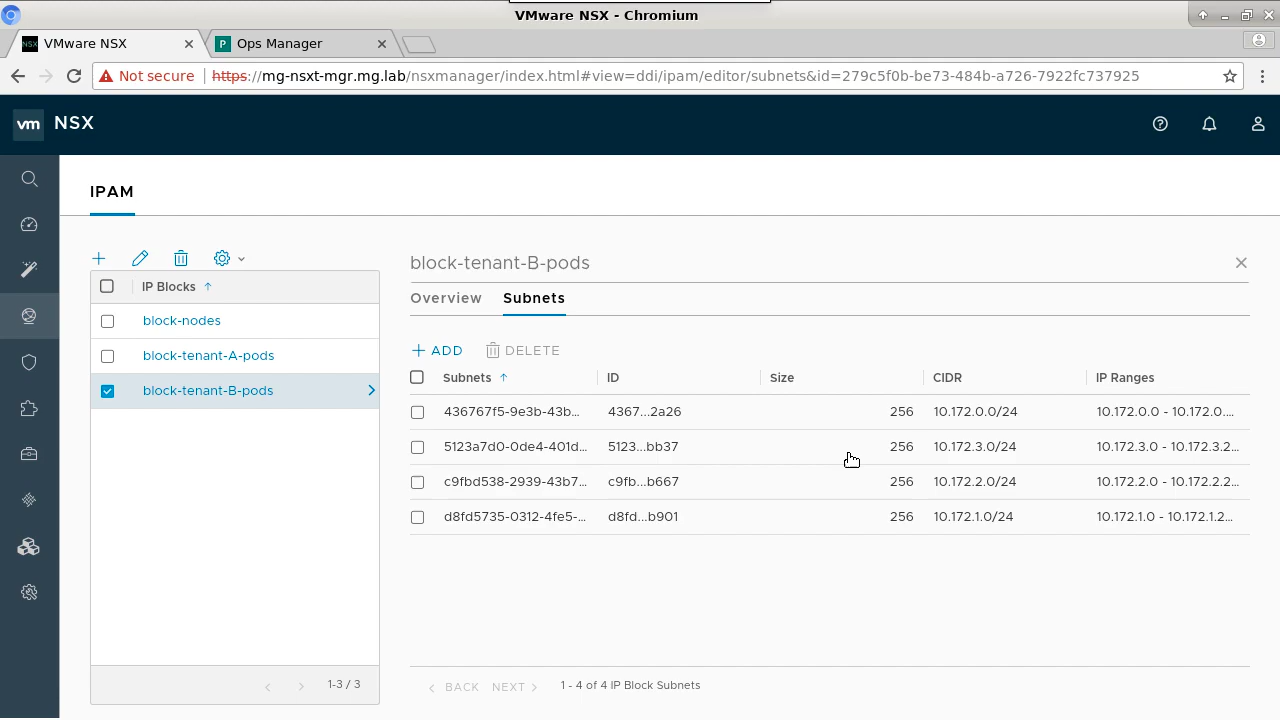 VMware NSX - Chromium
NSX VMware NSX
P Ops Manager
Not secure https://mg-nsxt-mgr.mg.lab/nsxmanager/index.html#view=ddi/ipam/editor/subnets&id=279c5f0b-be73-484b-a726-7922fc737925
vm NSX
IPAM
IP Blocks
block-nodes
block-tenant-A-pods
block-tenant-B-pods
1-3 / 3
block-tenant-B-pods
Overview Subnets
ADD DELETE
Subnets ID Size CIDR IP Ranges
436767f5-9e3b-43b... 4367...2a26 256 10.172.0.0/24 10.172.0.0 - 10.172.0....
5123a7d0-0de4-401d... 5123...bb37 256 10.172.3.0/24 10.172.3.0 - 10.172.3.2...
c9fbd538-2939-43b7... c9fb...b667 256 10.172.2.0/24 10.172.2.0 - 10.172.2.2...
d8fd5735-0312-4fe5-... d8fd...b901 256 10.172.1.0/24 10.172.1.0 - 10.172.1.2...
BACK NEXT 1 - 4 of 4 IP Block Subnets